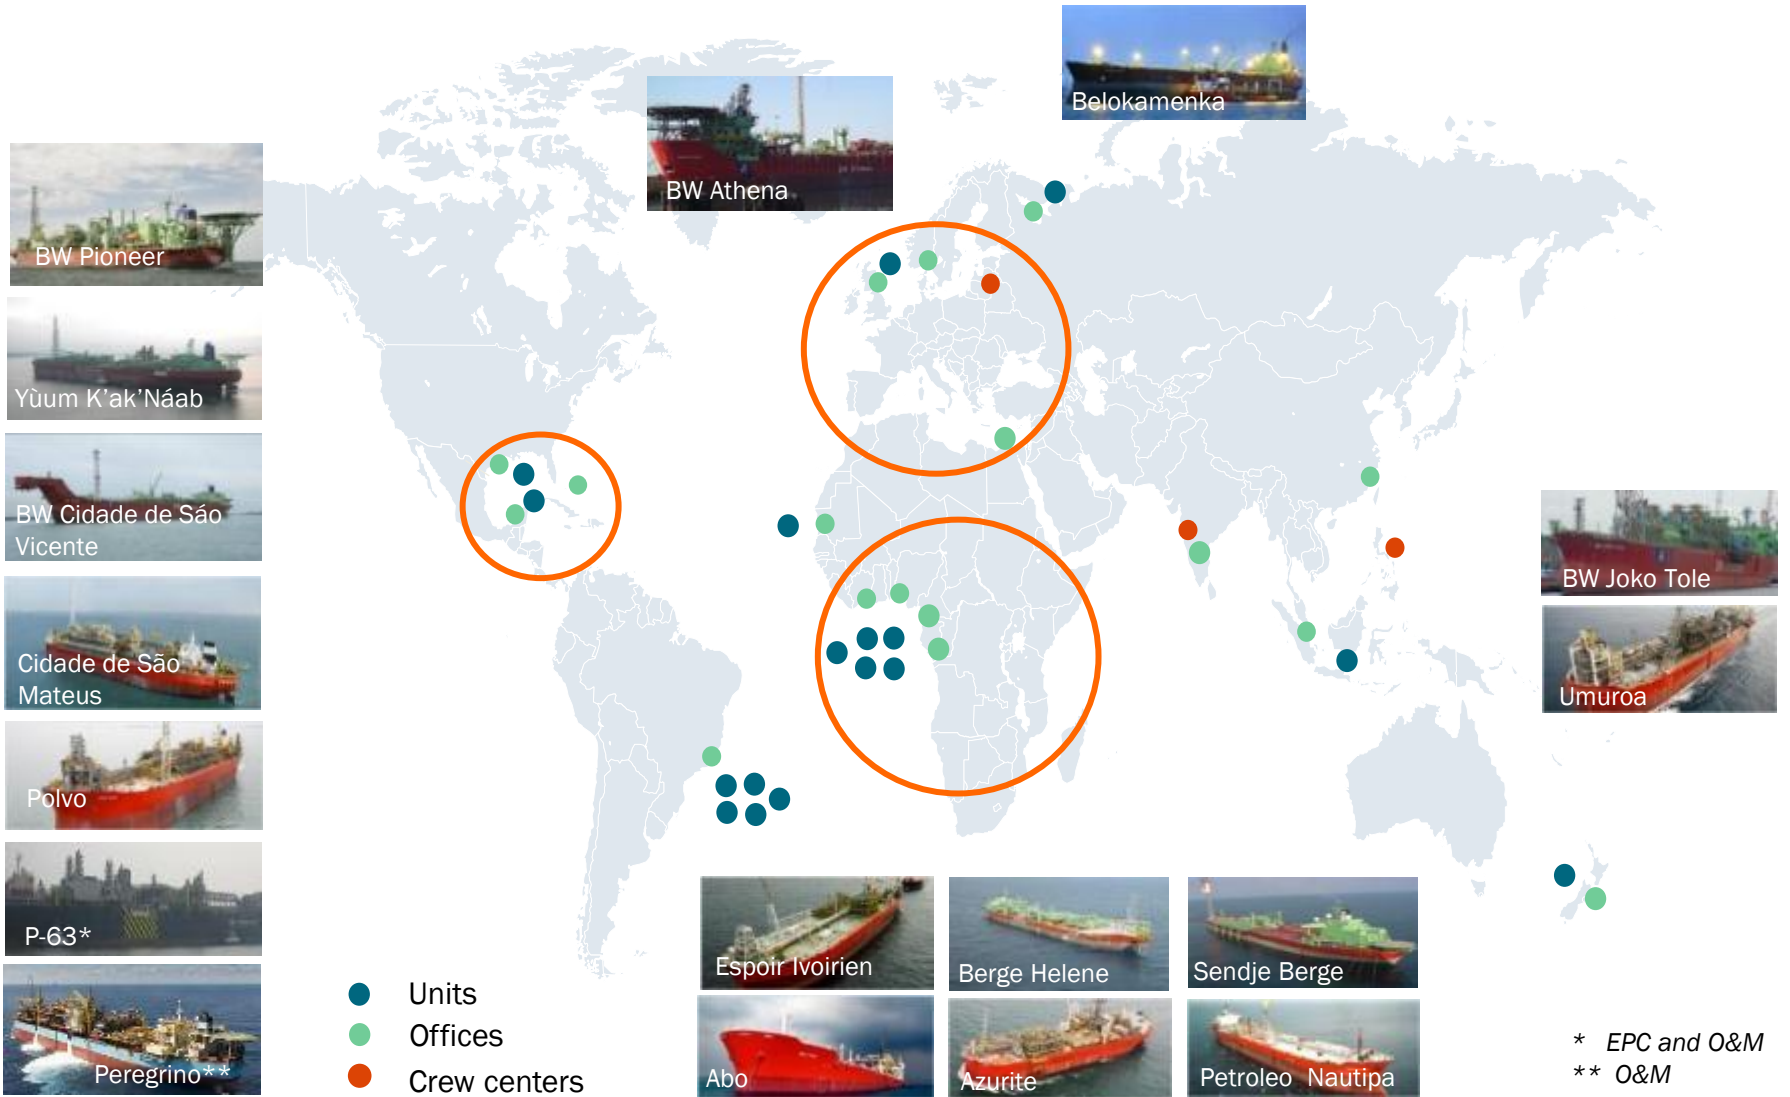 Belokamenka
BW Athena
BW Pioneer
Yùum K’ak’Náab
BW Cidade de Sáo
Vicente
Cidade de São
Mateus
Polvo
P-63*
Peregrino**
BW Joko Tole
Umuroa
Espoir Ivoirien
Berge Helene
Sendje Berge
Abo
Azurite
Petroleo Nautipa
Units
Offices
Crew centers
* EPC and O&M
** O&M